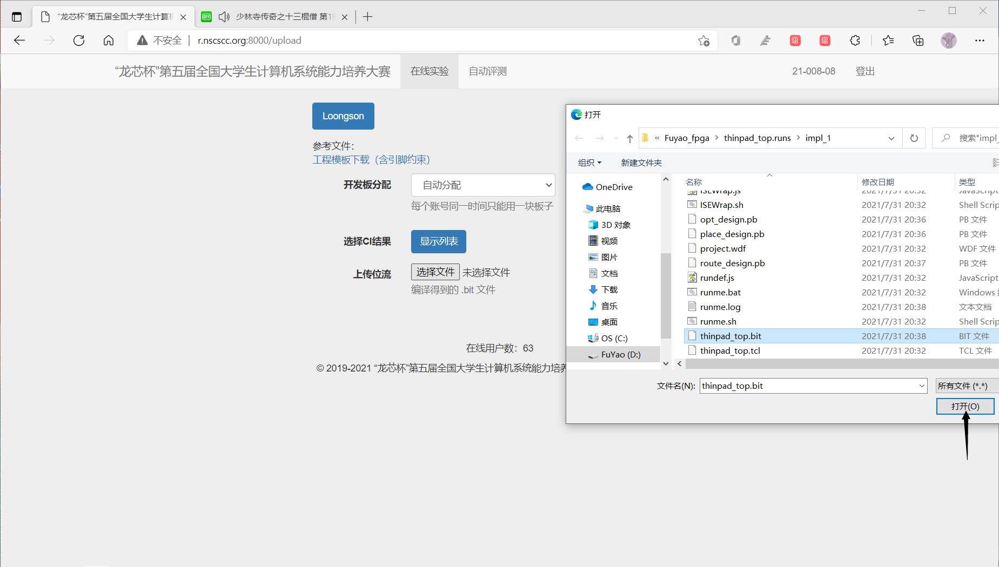 “龙芯杯”第五届全国大学生计算机
少林寺传奇之十三棍僧 第19
不安全 | r.nscscc.org:8000/upload
“龙芯杯”第五届全国大学生计算机系统能力培养大赛
在线实验
自动评测
21-008-08
登出
Loongson
参考文件：
工程模板下载（含引脚约束）
开发板分配
自动分配
每个账号同一时间只能用一块板子
选择CI结果
显示列表
上传位流
选择文件 未选择文件
编译得到的 .bit 文件
在线用户数：63
© 2019-2021 “龙芯杯”第五届全国大学生计算机系统能力培养
打开
« Fuyao_fpga > thinpad_top.runs > impl_1
搜索"impl_
组织
新建文件夹
OneDrive
此电脑
3D 对象
视频
图片
文档
下载
音乐
桌面
OS (C:)
FuYao (D:)
名称 修改日期 类型
ISEWrap.js 2021/7/31 20:32 JavaScript
ISEWrap.sh 2021/7/31 20:32 Shell Scrip
opt_design.pb 2021/7/31 20:36 PB 文件
place_design.pb 2021/7/31 20:36 PB 文件
project.wdf 2021/7/31 20:32 WDF 文件
route_design.pb 2021/7/31 20:37 PB 文件
rundef.js 2021/7/31 20:32 JavaScript
runme.bat 2021/7/31 20:32 Windows
runme.log 2021/7/31 20:38 文本文档
runme.sh 2021/7/31 20:32 Shell Scrip
thinpad_top.bit 2021/7/31 20:38 BIT 文件
thinpad_top.tcl 2021/7/31 20:32 TCL 文件
文件名(N): thinpad_top.bit
所有文件 (*.*)
打开(O)